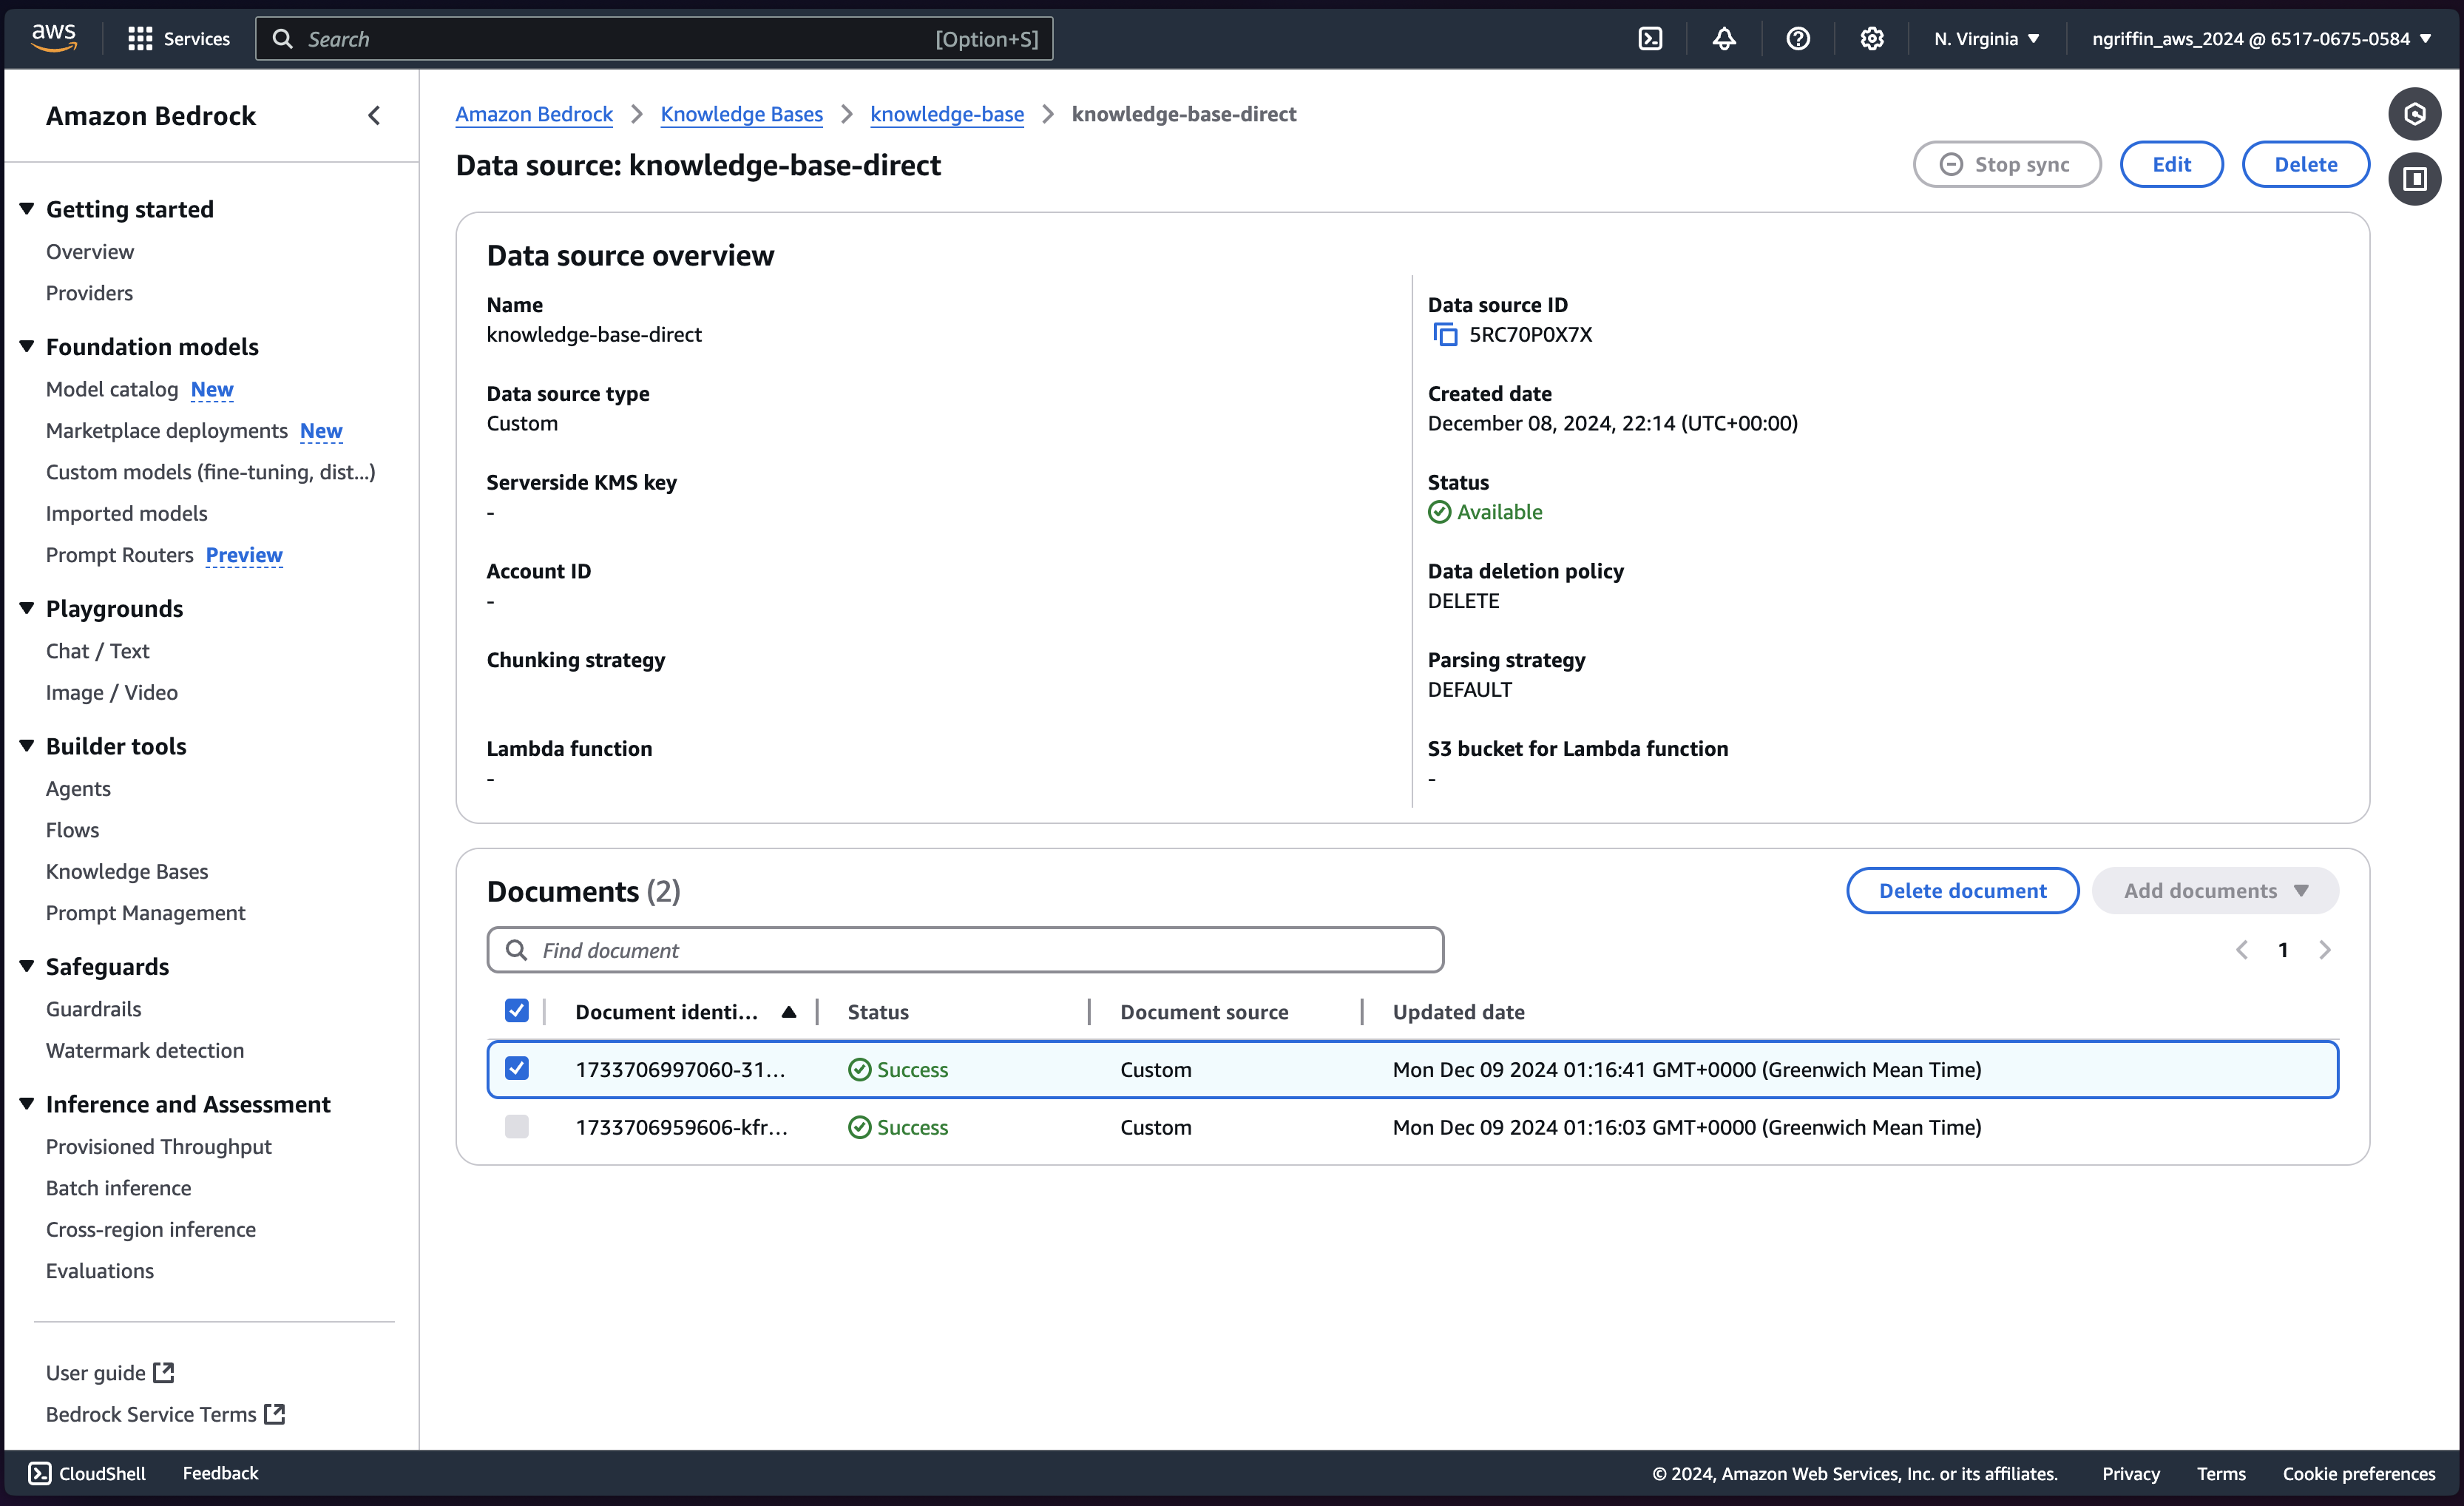 aws
Services
Search
[Option+S]
N. Virginia
ngriffin_aws_2024 @ 6517-0675-0584
Amazon Bedrock
Getting started
Overview
Providers
Foundation models
Model catalog New
Marketplace deployments New
Custom models (fine-tuning, dist...)
Imported models
Prompt Routers Preview
Playgrounds
Chat / Text
Image / Video
Builder tools
Agents
Flows
Knowledge Bases
Prompt Management
Safeguards
Guardrails
Watermark detection
Inference and Assessment
Provisioned Throughput
Batch inference
Cross-region inference
Evaluations
User guide
Bedrock Service Terms
Amazon Bedrock
Knowledge Bases
knowledge-base
knowledge-base-direct
Data source: knowledge-base-direct
Stop sync
Edit
Delete
Data source overview
Name
knowledge-base-direct
Data source type
Custom
Serverside KMS key
-
Account ID
-
Chunking strategy
Lambda function
-
Data source ID
5RC70P0X7X
Created date
December 08, 2024, 22:14 (UTC+00:00)
Status
Available
Data deletion policy
DELETE
Parsing strategy
DEFAULT
S3 bucket for Lambda function
-
Documents (2)
Delete document
Add documents
Find document
1
Document identi... Status Document source Updated date
1733706997060-31... Success Custom Mon Dec 09 2024 01:16:41 GMT+0000 (Greenwich Mean Time)
1733706959606-kfr... Success Custom Mon Dec 09 2024 01:16:03 GMT+0000 (Greenwich Mean Time)
CloudShell
Feedback
© 2024, Amazon Web Services, Inc. or its affiliates.
Privacy
Terms
Cookie preferences